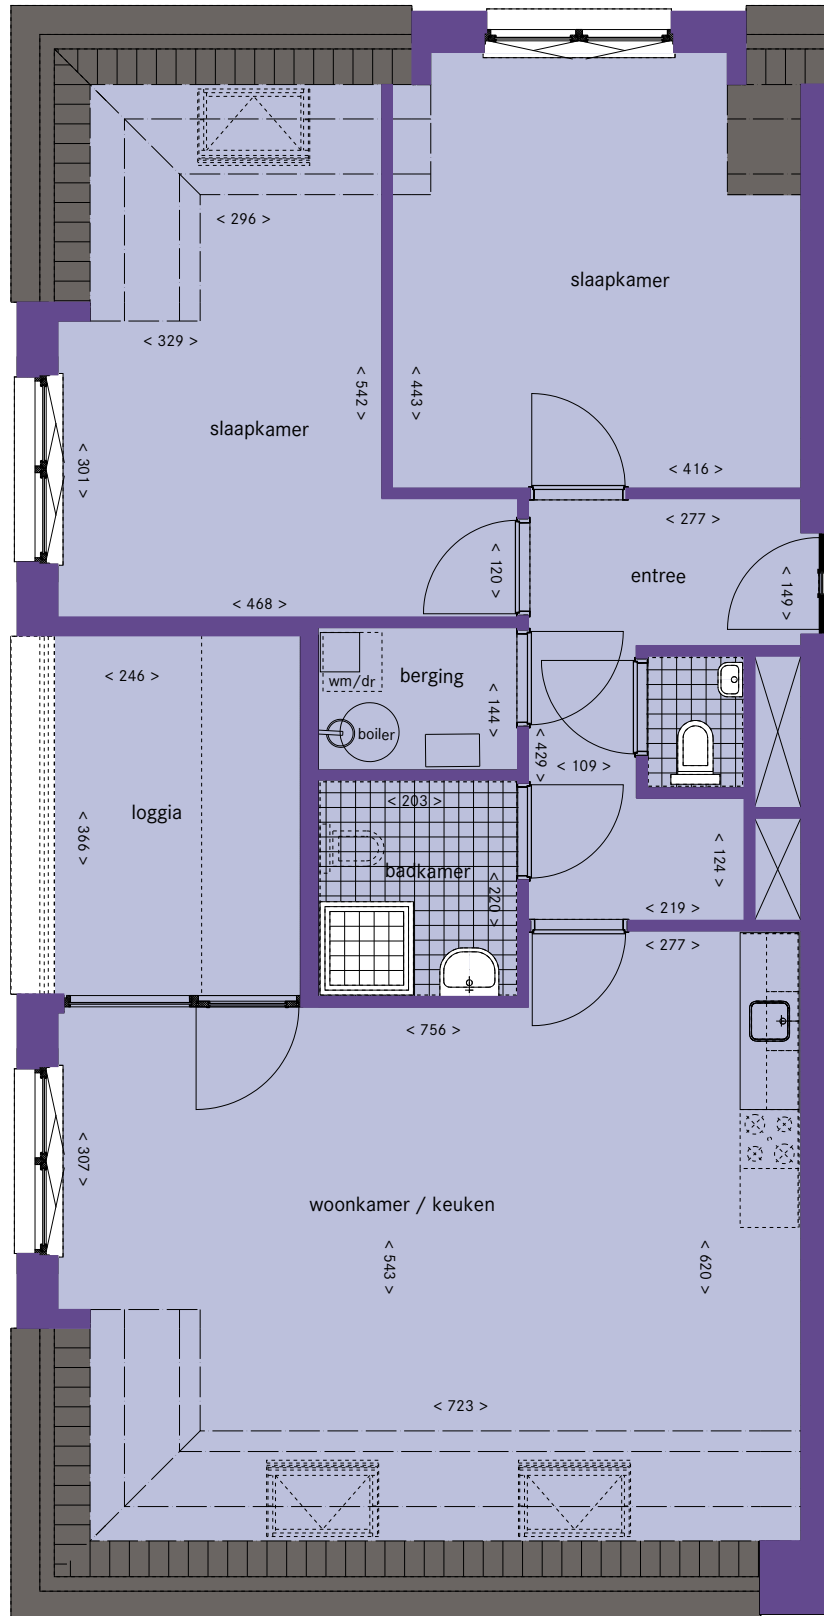 < 296 >
slaapkamer
< 329 >
< 542 >
< 443 >
slaapkamer
< 301 >
< 416 >
< 277 >
< 120 >
entree
< 149 >
< 468 >
< 246 >
wm/dr
berging
< 144 >
boiler
< 429 >
< 109 >
< 203 >
loggia
< 366 >
badkamer
< 220 >
< 124 >
< 219 >
< 277 >
< 756 >
< 307 >
woonkamer / keuken
< 543 >
< 620 >
< 723 >